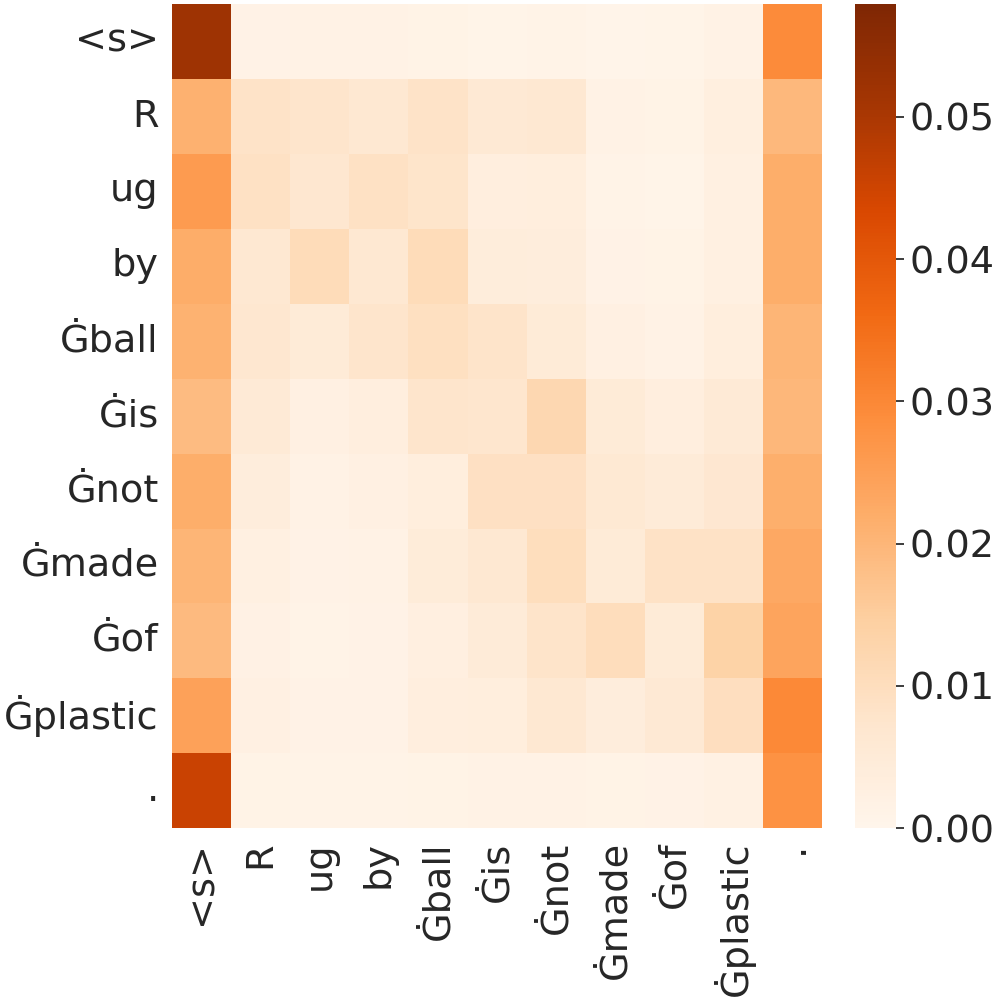 <s>
R
ug
by
Ġball
Ġis
Ġnot
Ġmade
Ġof
Ġplastic
.
<s>
R
ug
by
Ġball
Ġis
Ġnot
Ġmade
Ġof
Ġplastic
.
0.05
0.04
0.03
0.02
0.01
0.00